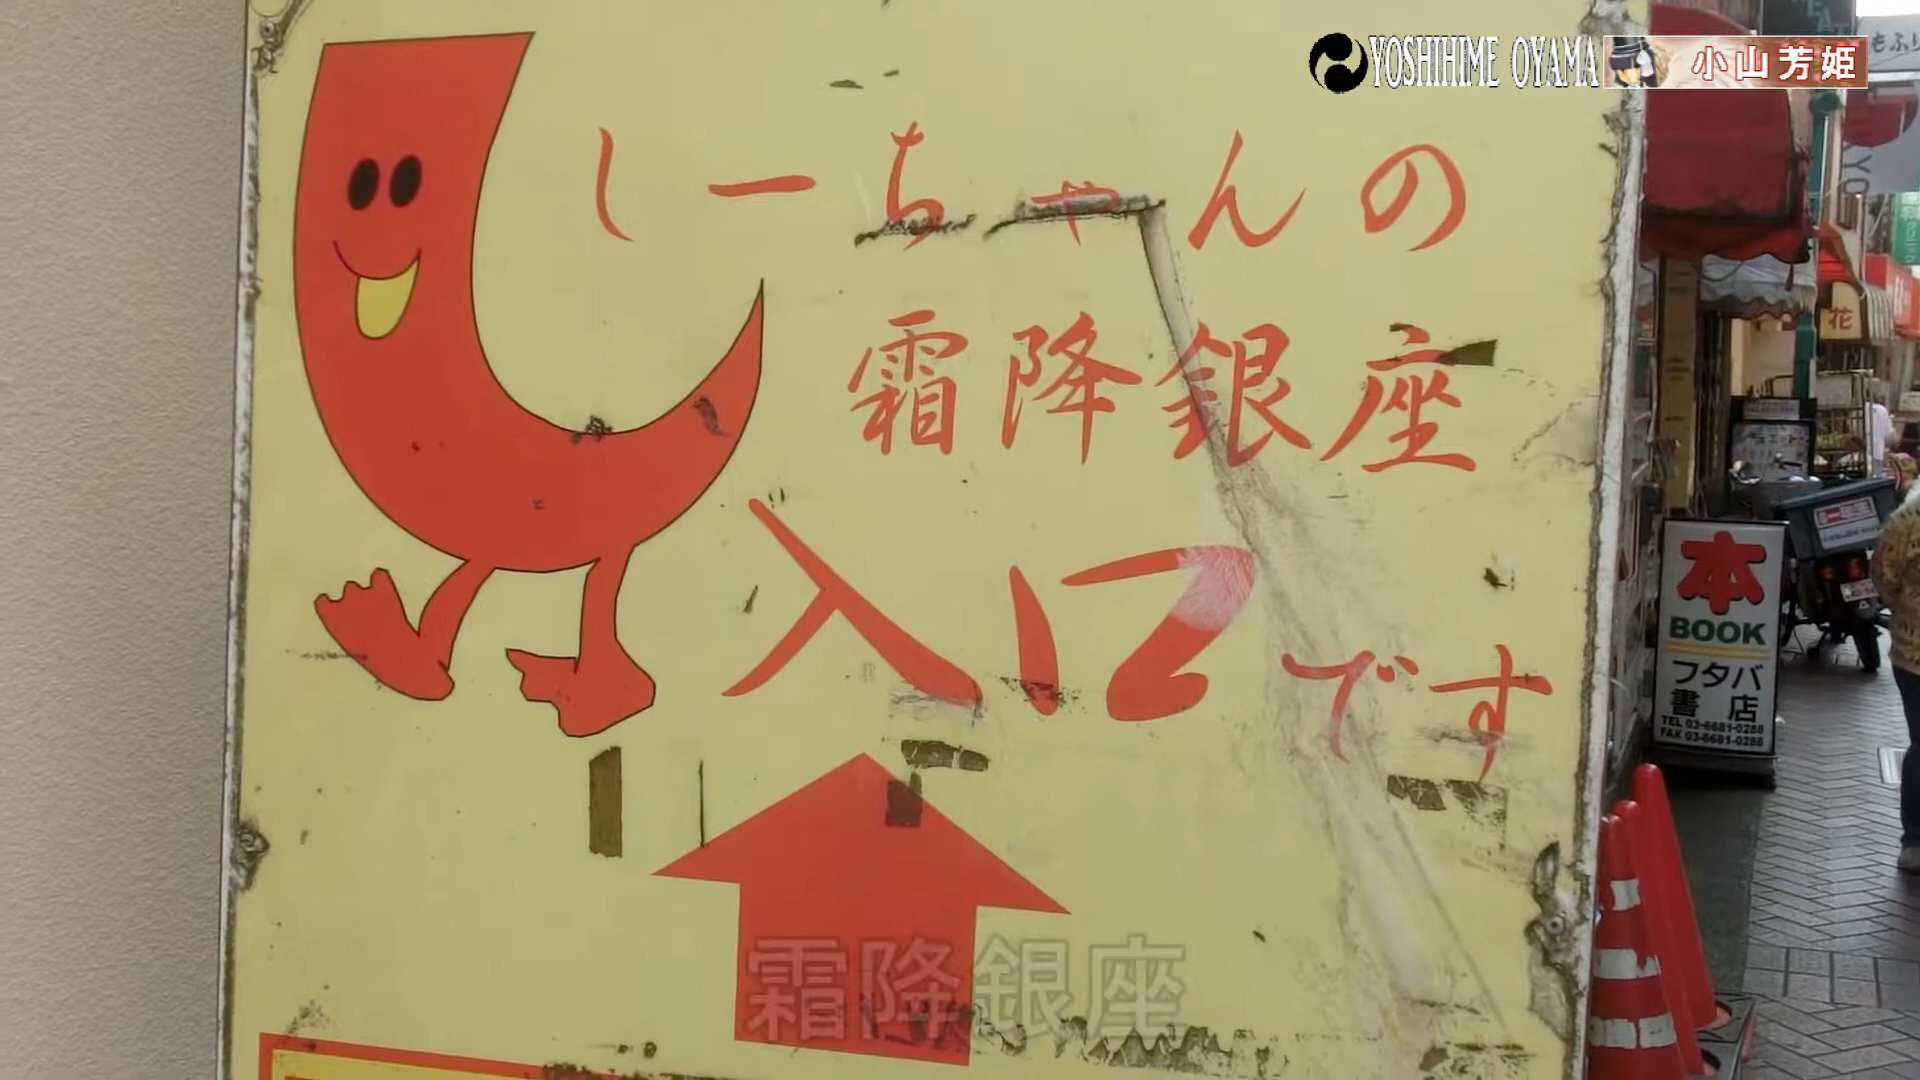 YOSHIHIME OYAMA 小山芳姫
しーちゃんの
霜降銀座
入口です
霜降銀座
本
BOOK
フタバ
書店
TEL 03-6681-0288
FAX 03-6681-0288
花